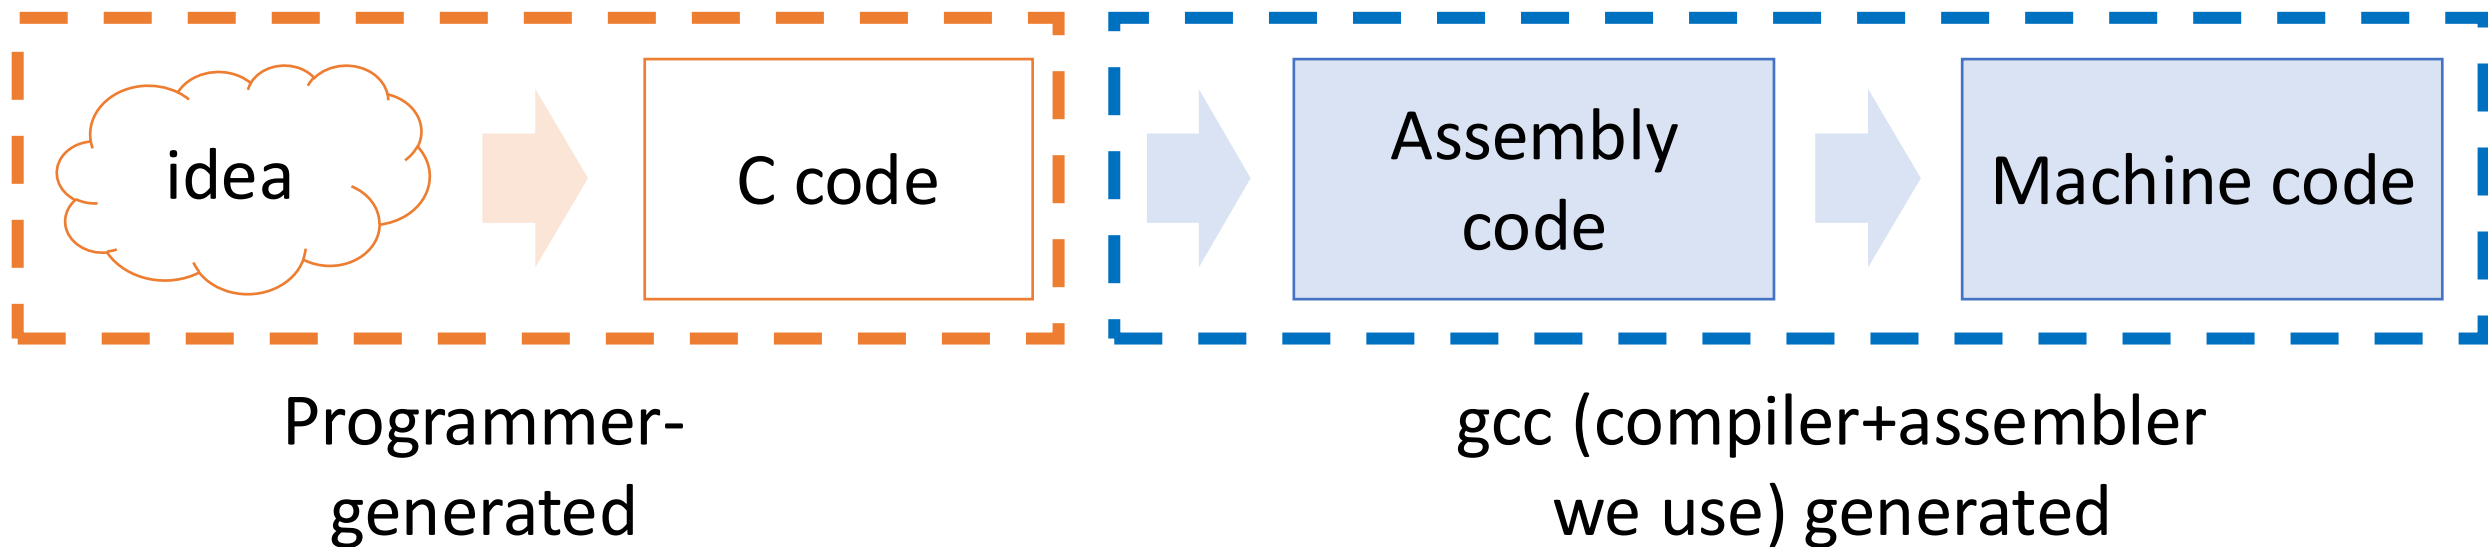 idea
C code
Assembly
code
Machine code
Programmer-
generated
gcc (compiler+assembler
we use) generated